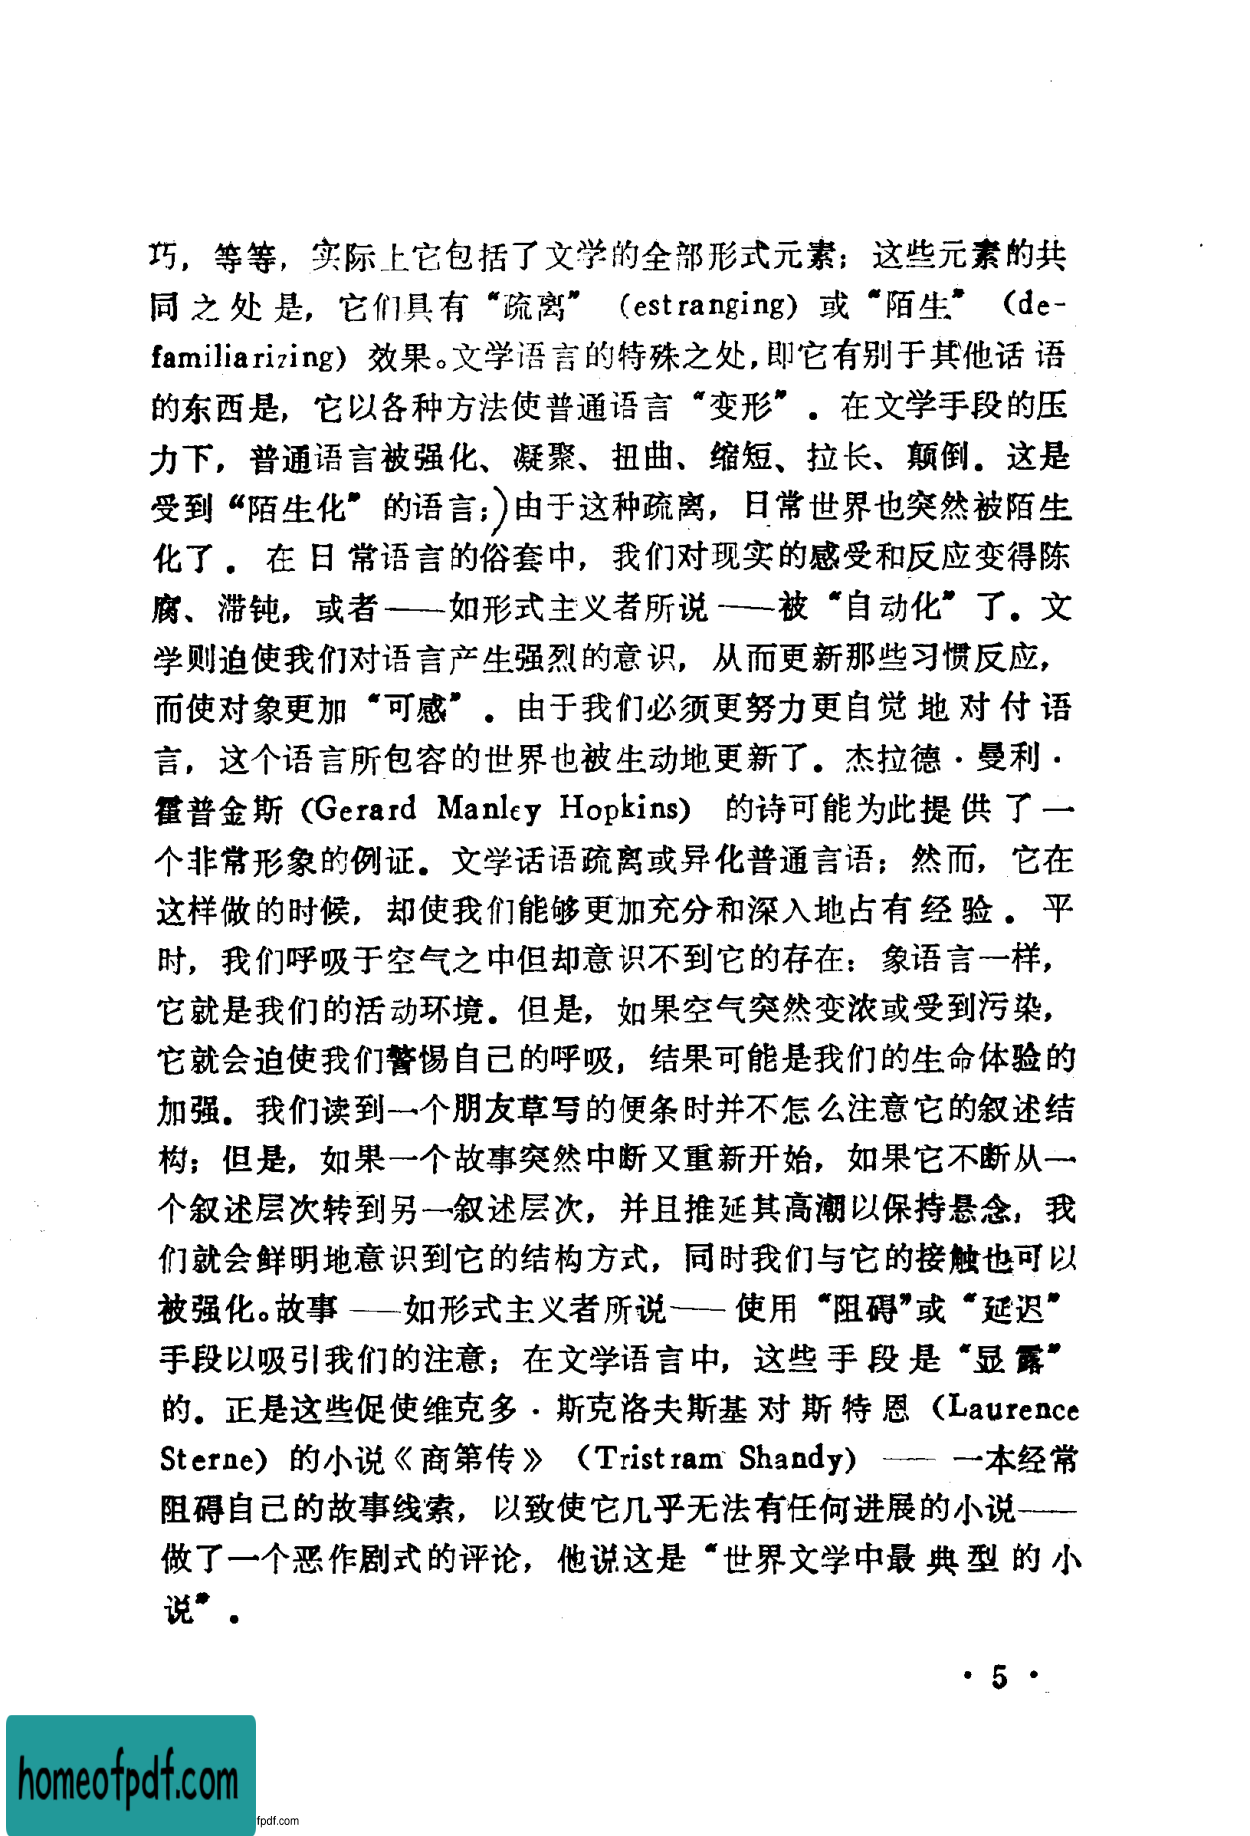 巧，等等，实际上它包括了文学的全部形式元素；这些元素的共
同之处是，它们具有“疏离”（estranging）或“陌生”（de-
familiarizing）效果。文学语言的特殊之处，即它有别于其他话语
的东西是，它以各种方法使普通语言“变形”．在文学手段的压
力下，普通语言被强化、凝聚、扭曲、缩短、拉长、颠倒．这是
受到“陌生化”的语言；)由于这种疏离，日常世界也突然被陌生
化了．在日常语言的俗套中，我们对现实的感受和反应变得陈
腐、滞钝，或者——如形式主义者所说——被“自动化”了．文
学则迫使我们对语言产生强烈的意识，从而更新那些习惯反应，
而使对象更加“可感”．由于我们必须更努力更自觉地对付语
言，这个语言所包容的世界也被生动地更新了．杰拉德·曼利·
霍普金斯（Gerard Manley Hopkins）的诗可能为此提供了一
个非常形象的例证．文学话语疏离或异化普通言语；然而，它在
这样做的时候，却使我们能够更加充分和深入地占有经验．平
时，我们呼吸于空气之中但却意识不到它的存在：象语言一样，
它就是我们的活动环境．但是，如果空气突然变浓或受到污染，
它就会迫使我们警惕自己的呼吸，结果可能是我们的生命体验的
加强．我们读到一个朋友草写的便条时并不怎么注意它的叙述结
构；但是，如果一个故事突然中断又重新开始，如果它不断从一
个叙述层次转到另一叙述层次，并且推延其高潮以保持悬念，我
们就会鲜明地意识到它的结构方式，同时我们与它的接触也可以
被强化。故事——如形式主义者所说——使用“阻碍”或“延迟”
手段以吸引我们的注意；在文学语言中，这些手段是“显露”
的．正是这些促使维克多·斯克洛夫斯基对斯特恩（Laurence
Sterne）的小说《商第传》（Tristram Shandy）——一本经常
阻碍自己的故事线索，以致使它几乎无法有任何进展的小说——
做了一个恶作剧式的评论，他说这是“世界文学中最典型的小
说”．
·5·
homeofpdf.com
fpdf.com